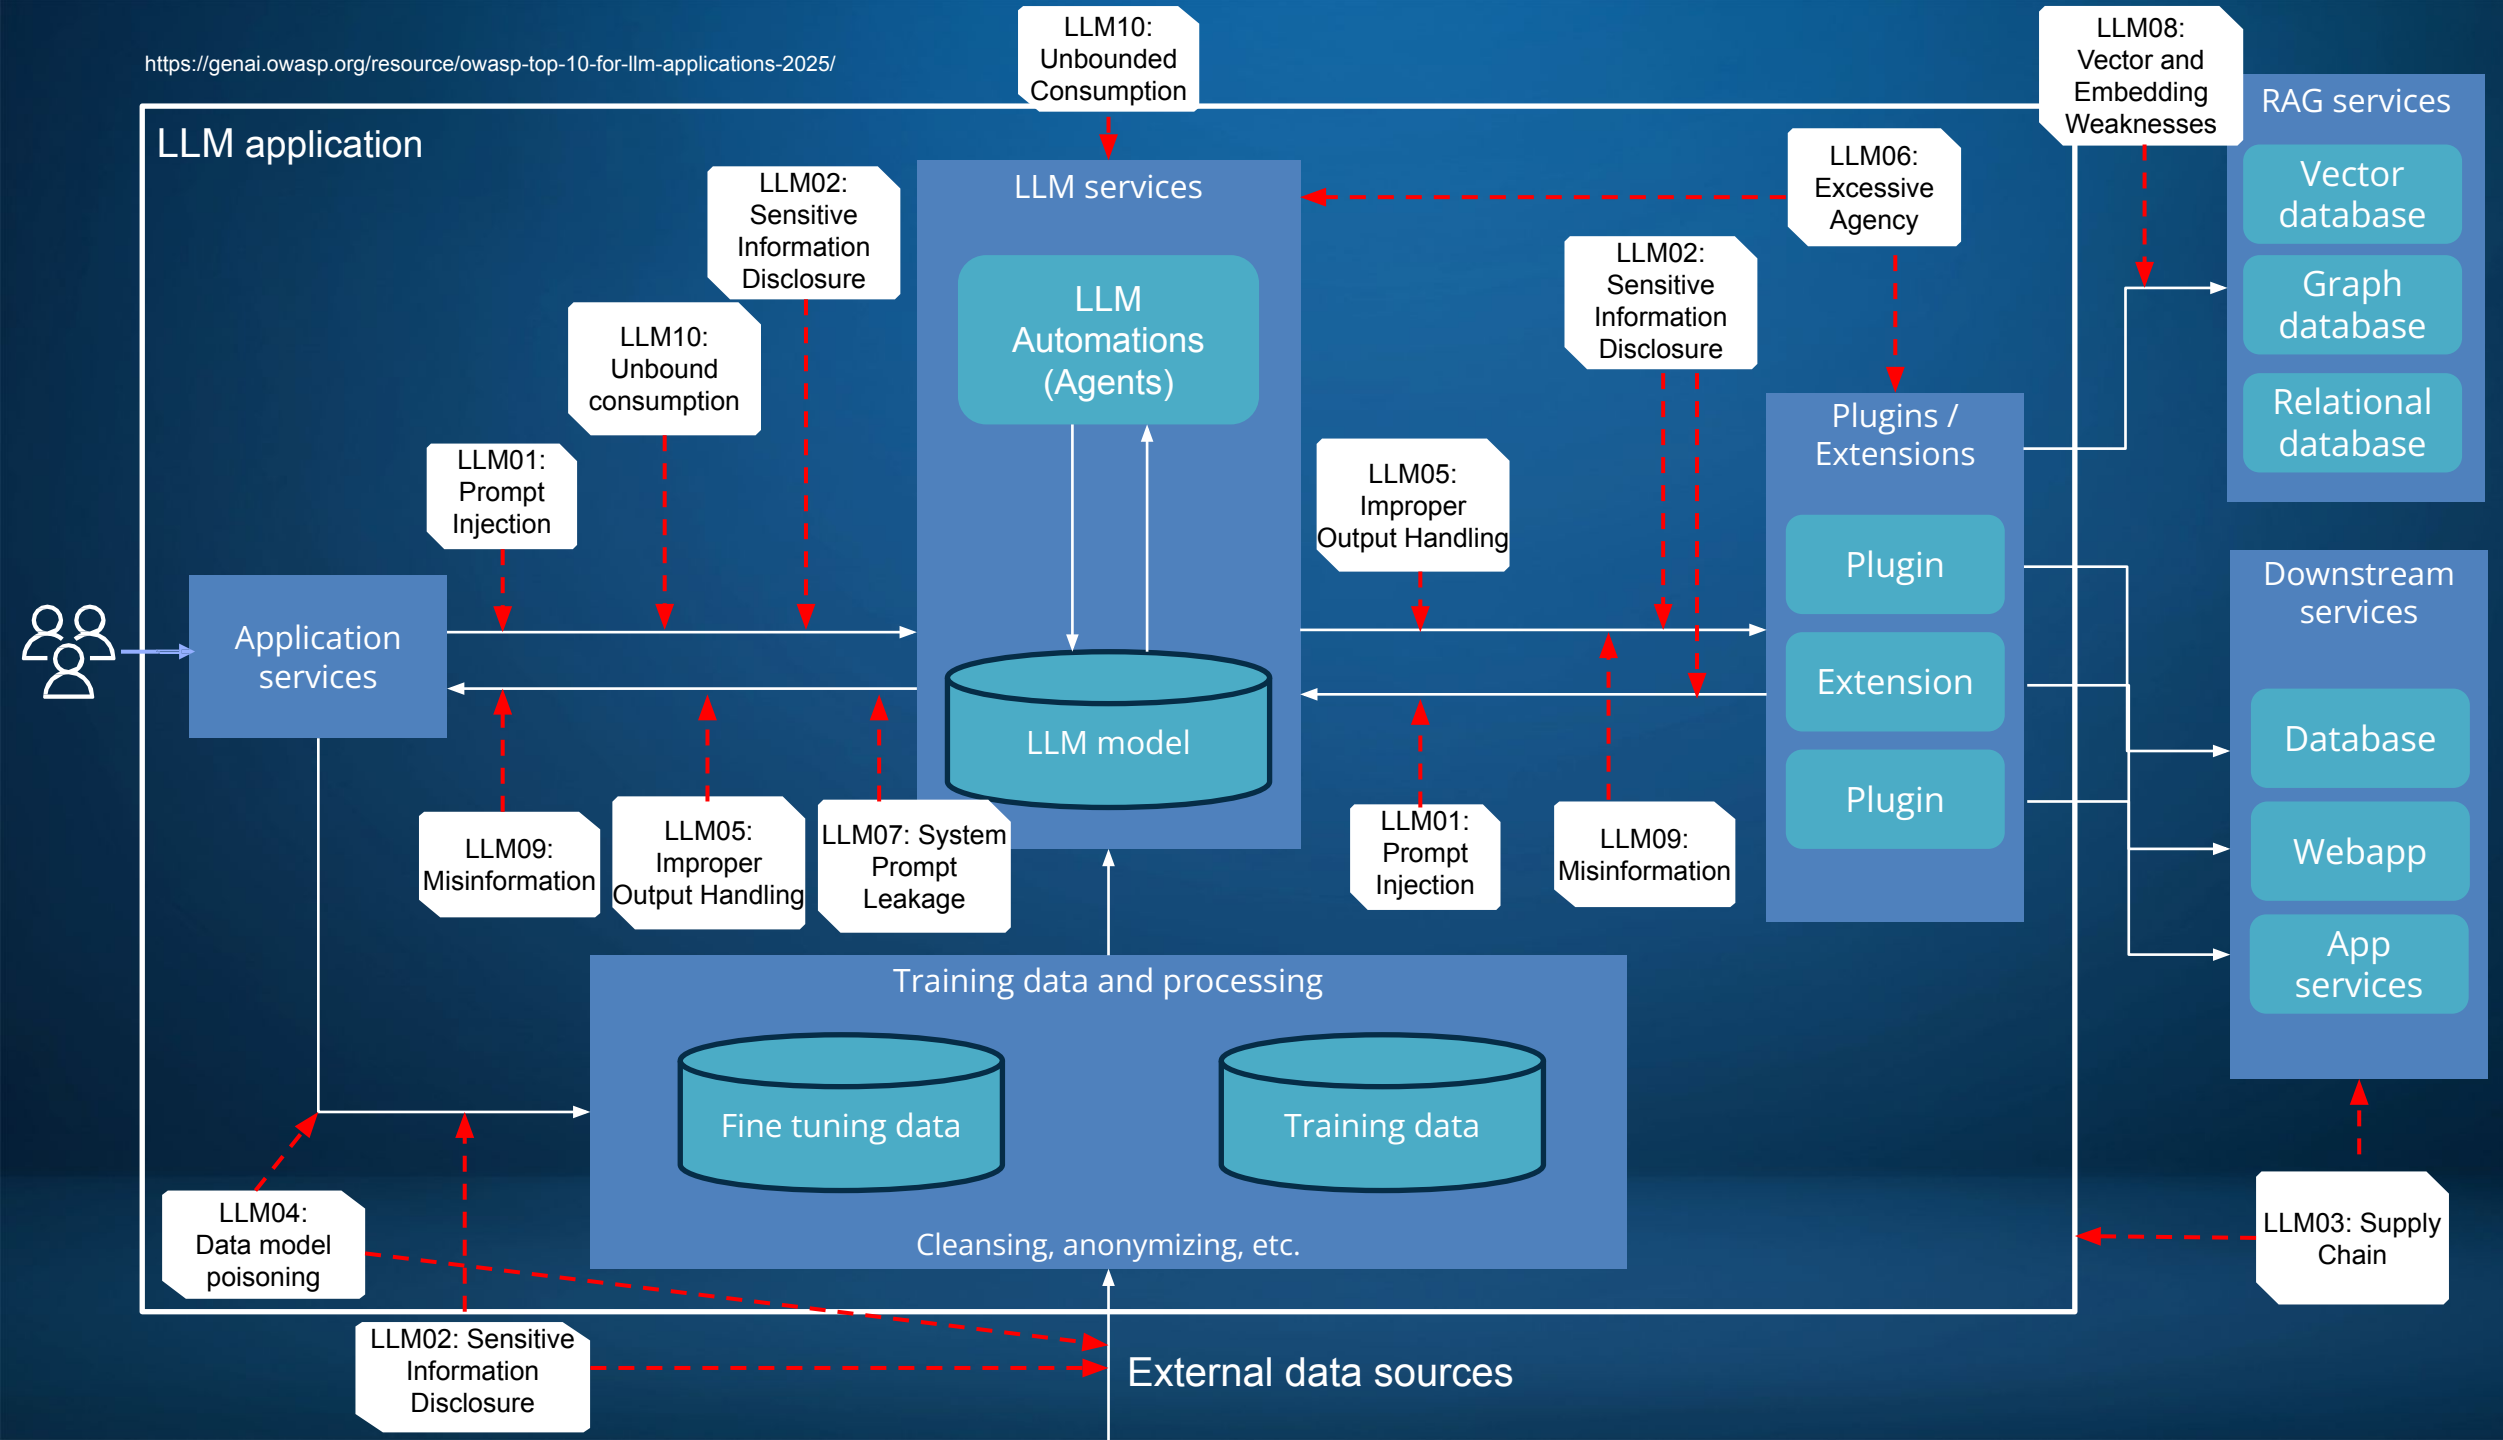 https://genai.owasp.org/resource/owasp-top-10-for-llm-applications-2025/
LLM10:
Unbounded
Consumption
LLM08:
Vector and
Embedding
Weaknesses
RAG services
Vector
database
Graph
database
Relational
database
LLM application
LLM02:
Sensitive
Information
Disclosure
LLM services
LLM
Automations
(Agents)
LLM06:
Excessive
Agency
LLM02:
Sensitive
Information
Disclosure
LLM10:
Unbound
consumption
LLM01:
Prompt
Injection
LLM05:
Improper
Output Handling
Plugins /
Extensions
Plugin
Extension
Plugin
Downstream
services
Database
Webapp
App
services
Application
services
LLM model
LLM09:
Misinformation
LLM05:
Improper
Output Handling
LLM07: System
Prompt
Leakage
LLM01:
Prompt
Injection
LLM09:
Misinformation
Training data and processing
Fine tuning data
Training data
Cleansing, anonymizing, etc.
LLM04:
Data model
poisoning
LLM03: Supply
Chain
LLM02: Sensitive
Information
Disclosure
External data sources